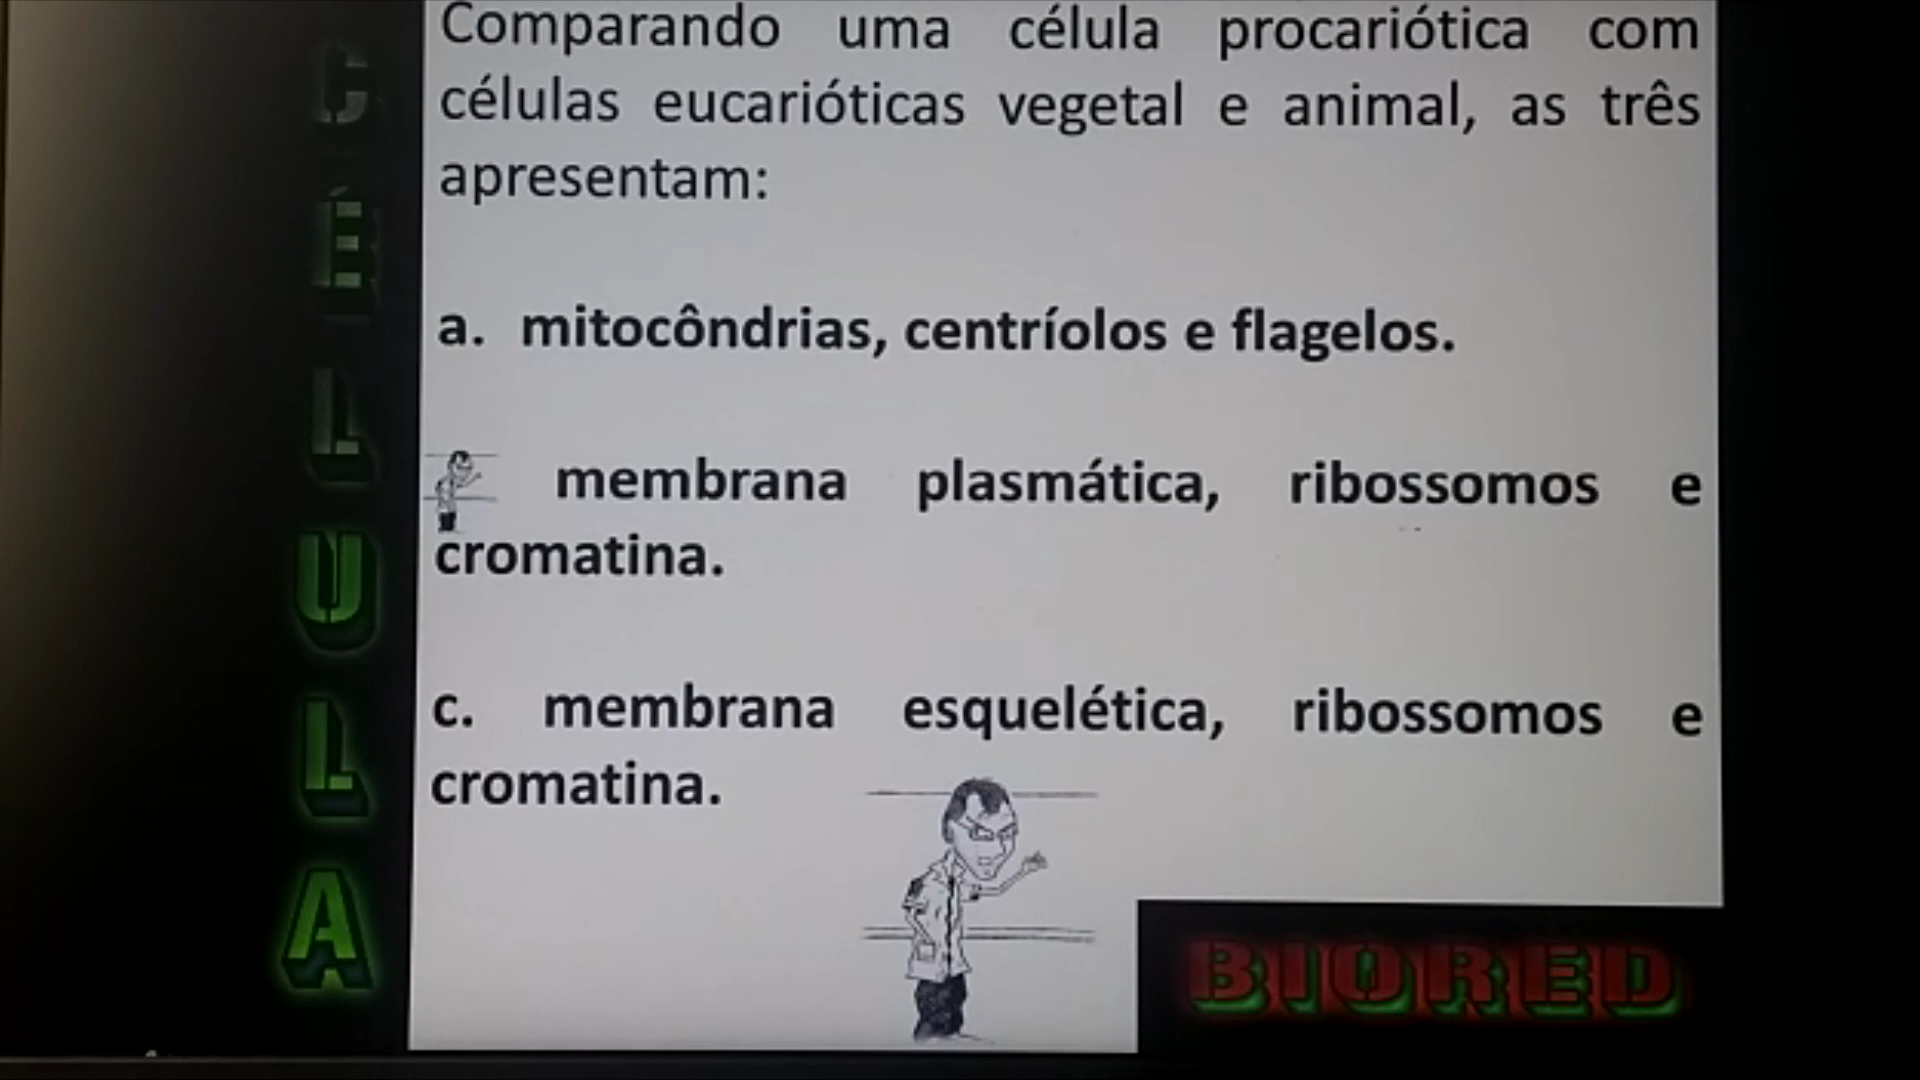 Comparando uma célula procariótica com
células eucarióticas vegetal e animal, as três
apresentam:
a. mitocôndrias, centríolos e flagelos.
membrana plasmática, ribossomos e
cromatina.
c. membrana esquelética, ribossomos e
cromatina.
CÉLULA
BIORED